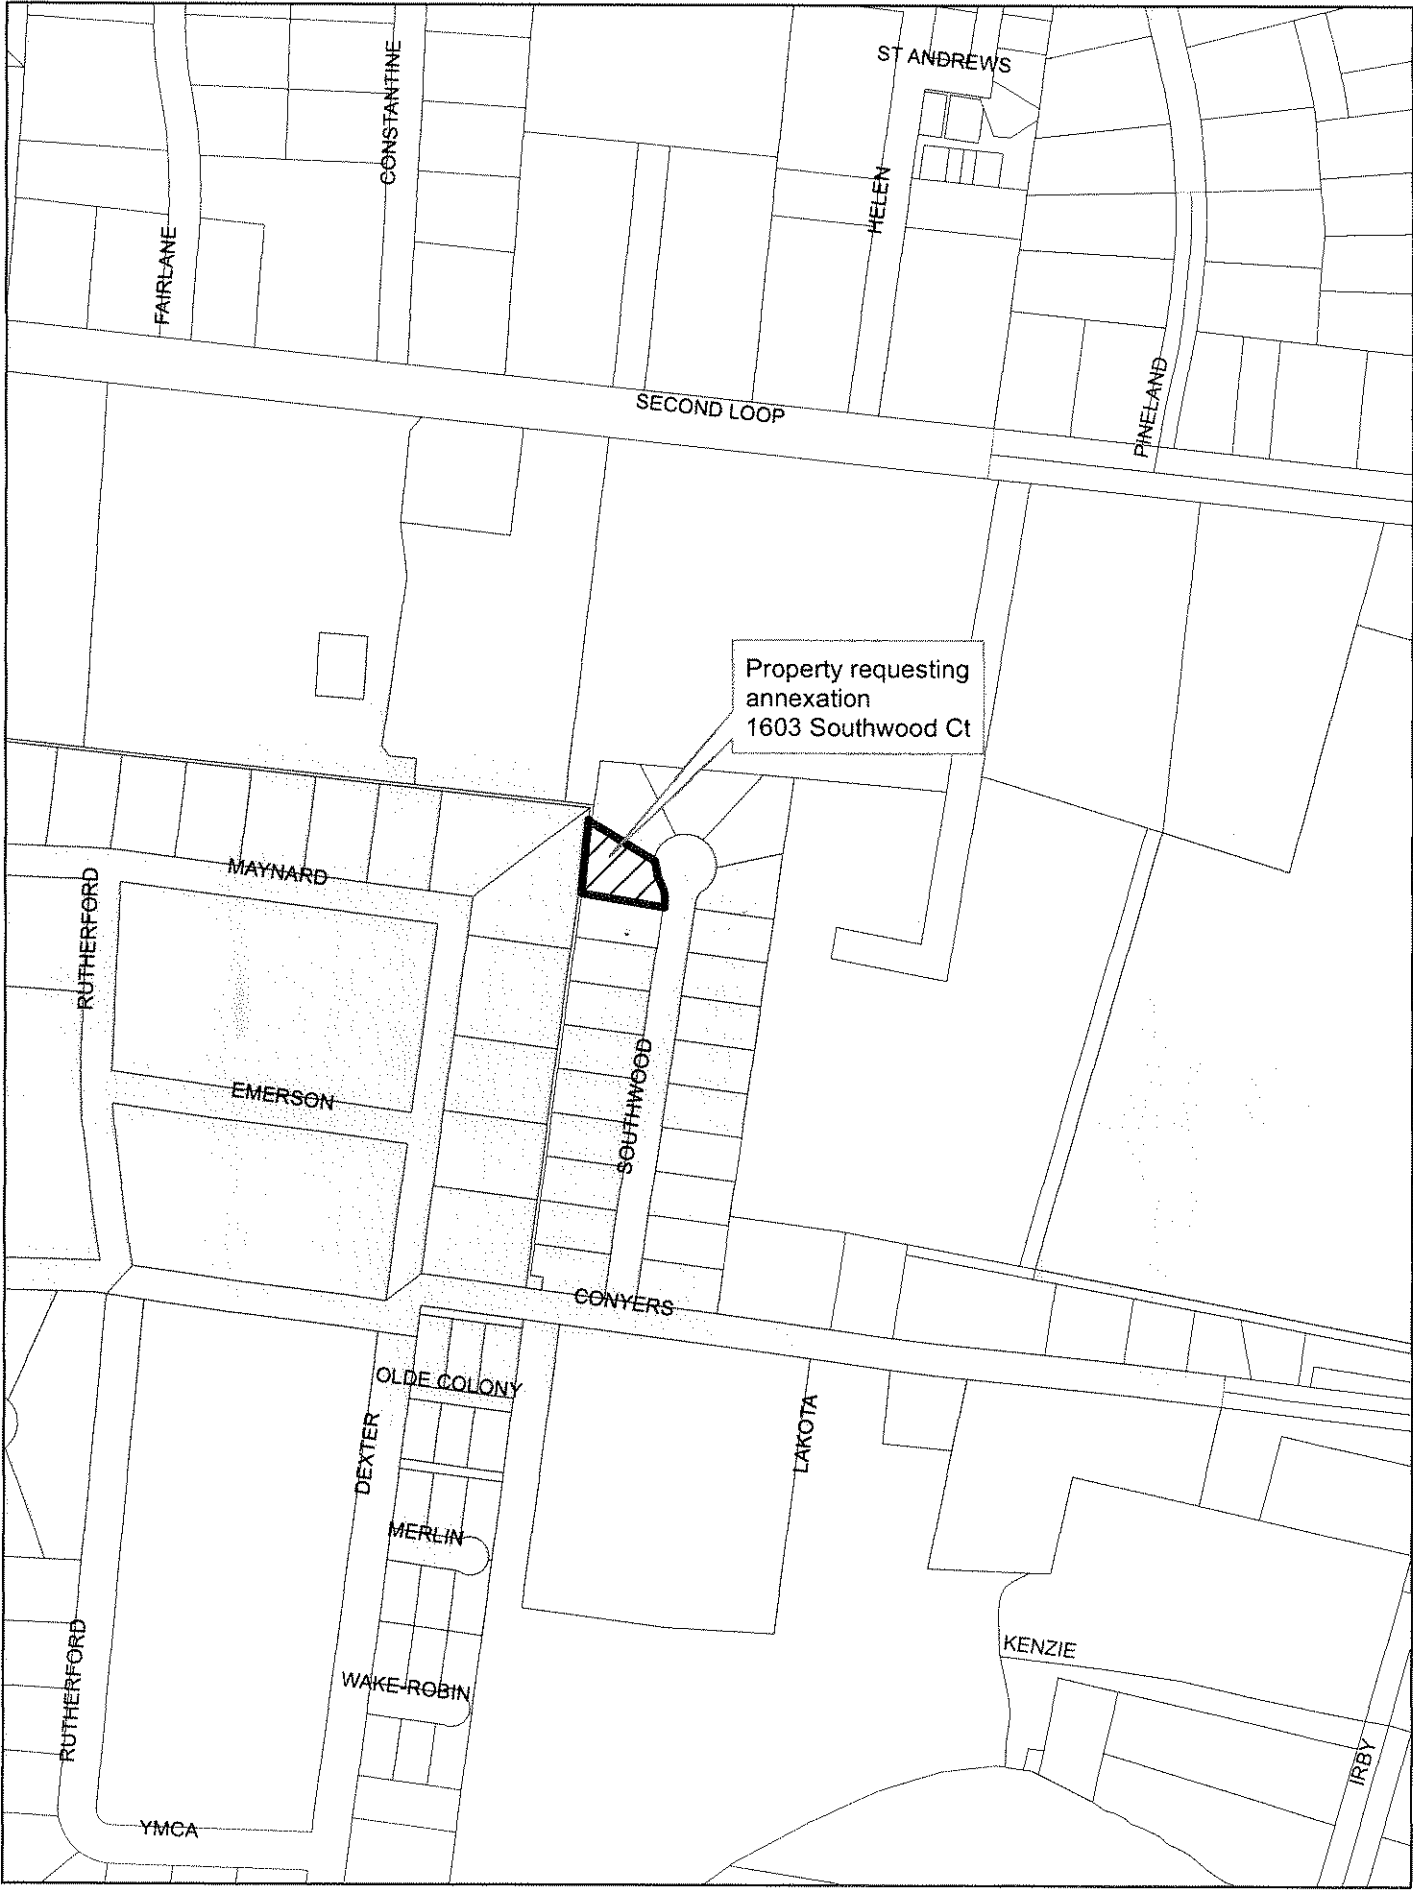 ST ANDREWS
CONSTANTINE
HELEN
FAIRLANE
SECOND LOOP
PINELAND
Property requesting
annexation
1603 Southwood Ct
MAYNARD
RUTHERFORD
EMERSON
SOUTHWOOD
CONYERS
OLDE COLONY
DEXTER
LAKOTA
MERLIN
KENZIE
RUTHERFORD
WAKE-ROBIN
IRBY
YMCA